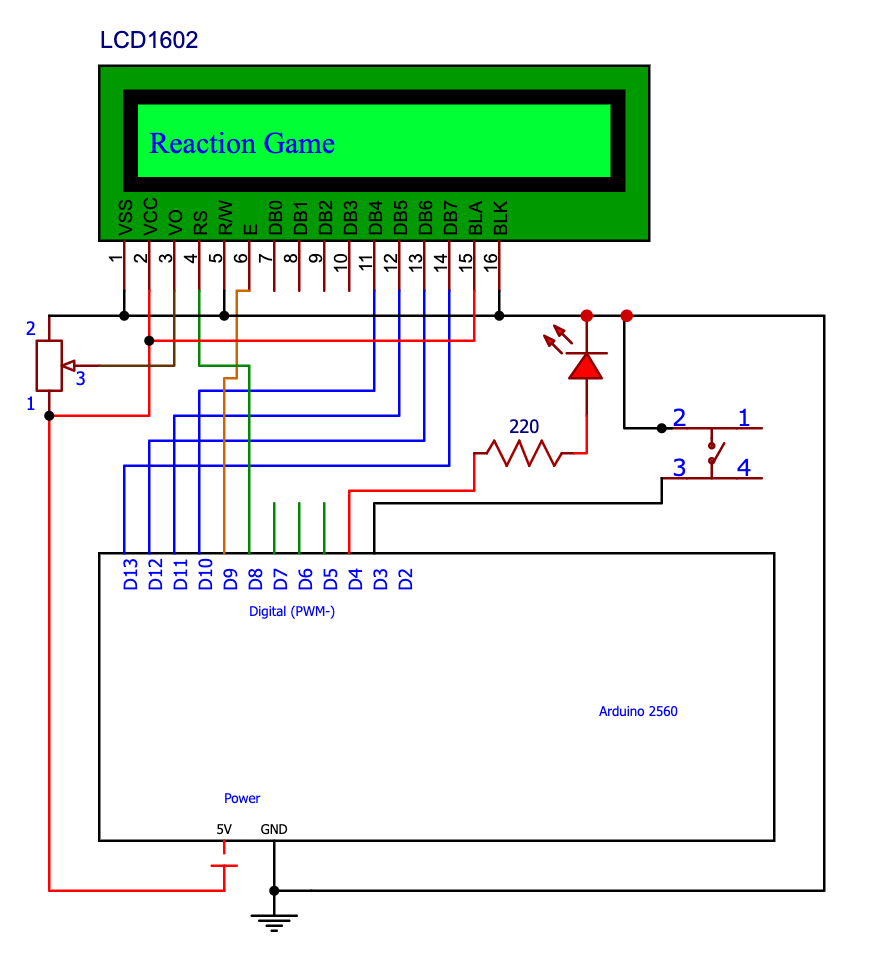 LCD1602
Reaction Game
VSS VCC VO RS R/W E DB0 DB1 DB2 DB3 DB4 DB5 DB6 DB7 BLA BLK
1 2 3 4 5 6 7 8 9 10 11 12 13 14 15 16
2
3
1
220
2 1
3 4
D13 D12 D11 D10 D9 D8 D7 D6 D5 D4 D3 D2
Digital (PWM-)
Arduino 2560
Power
5V GND